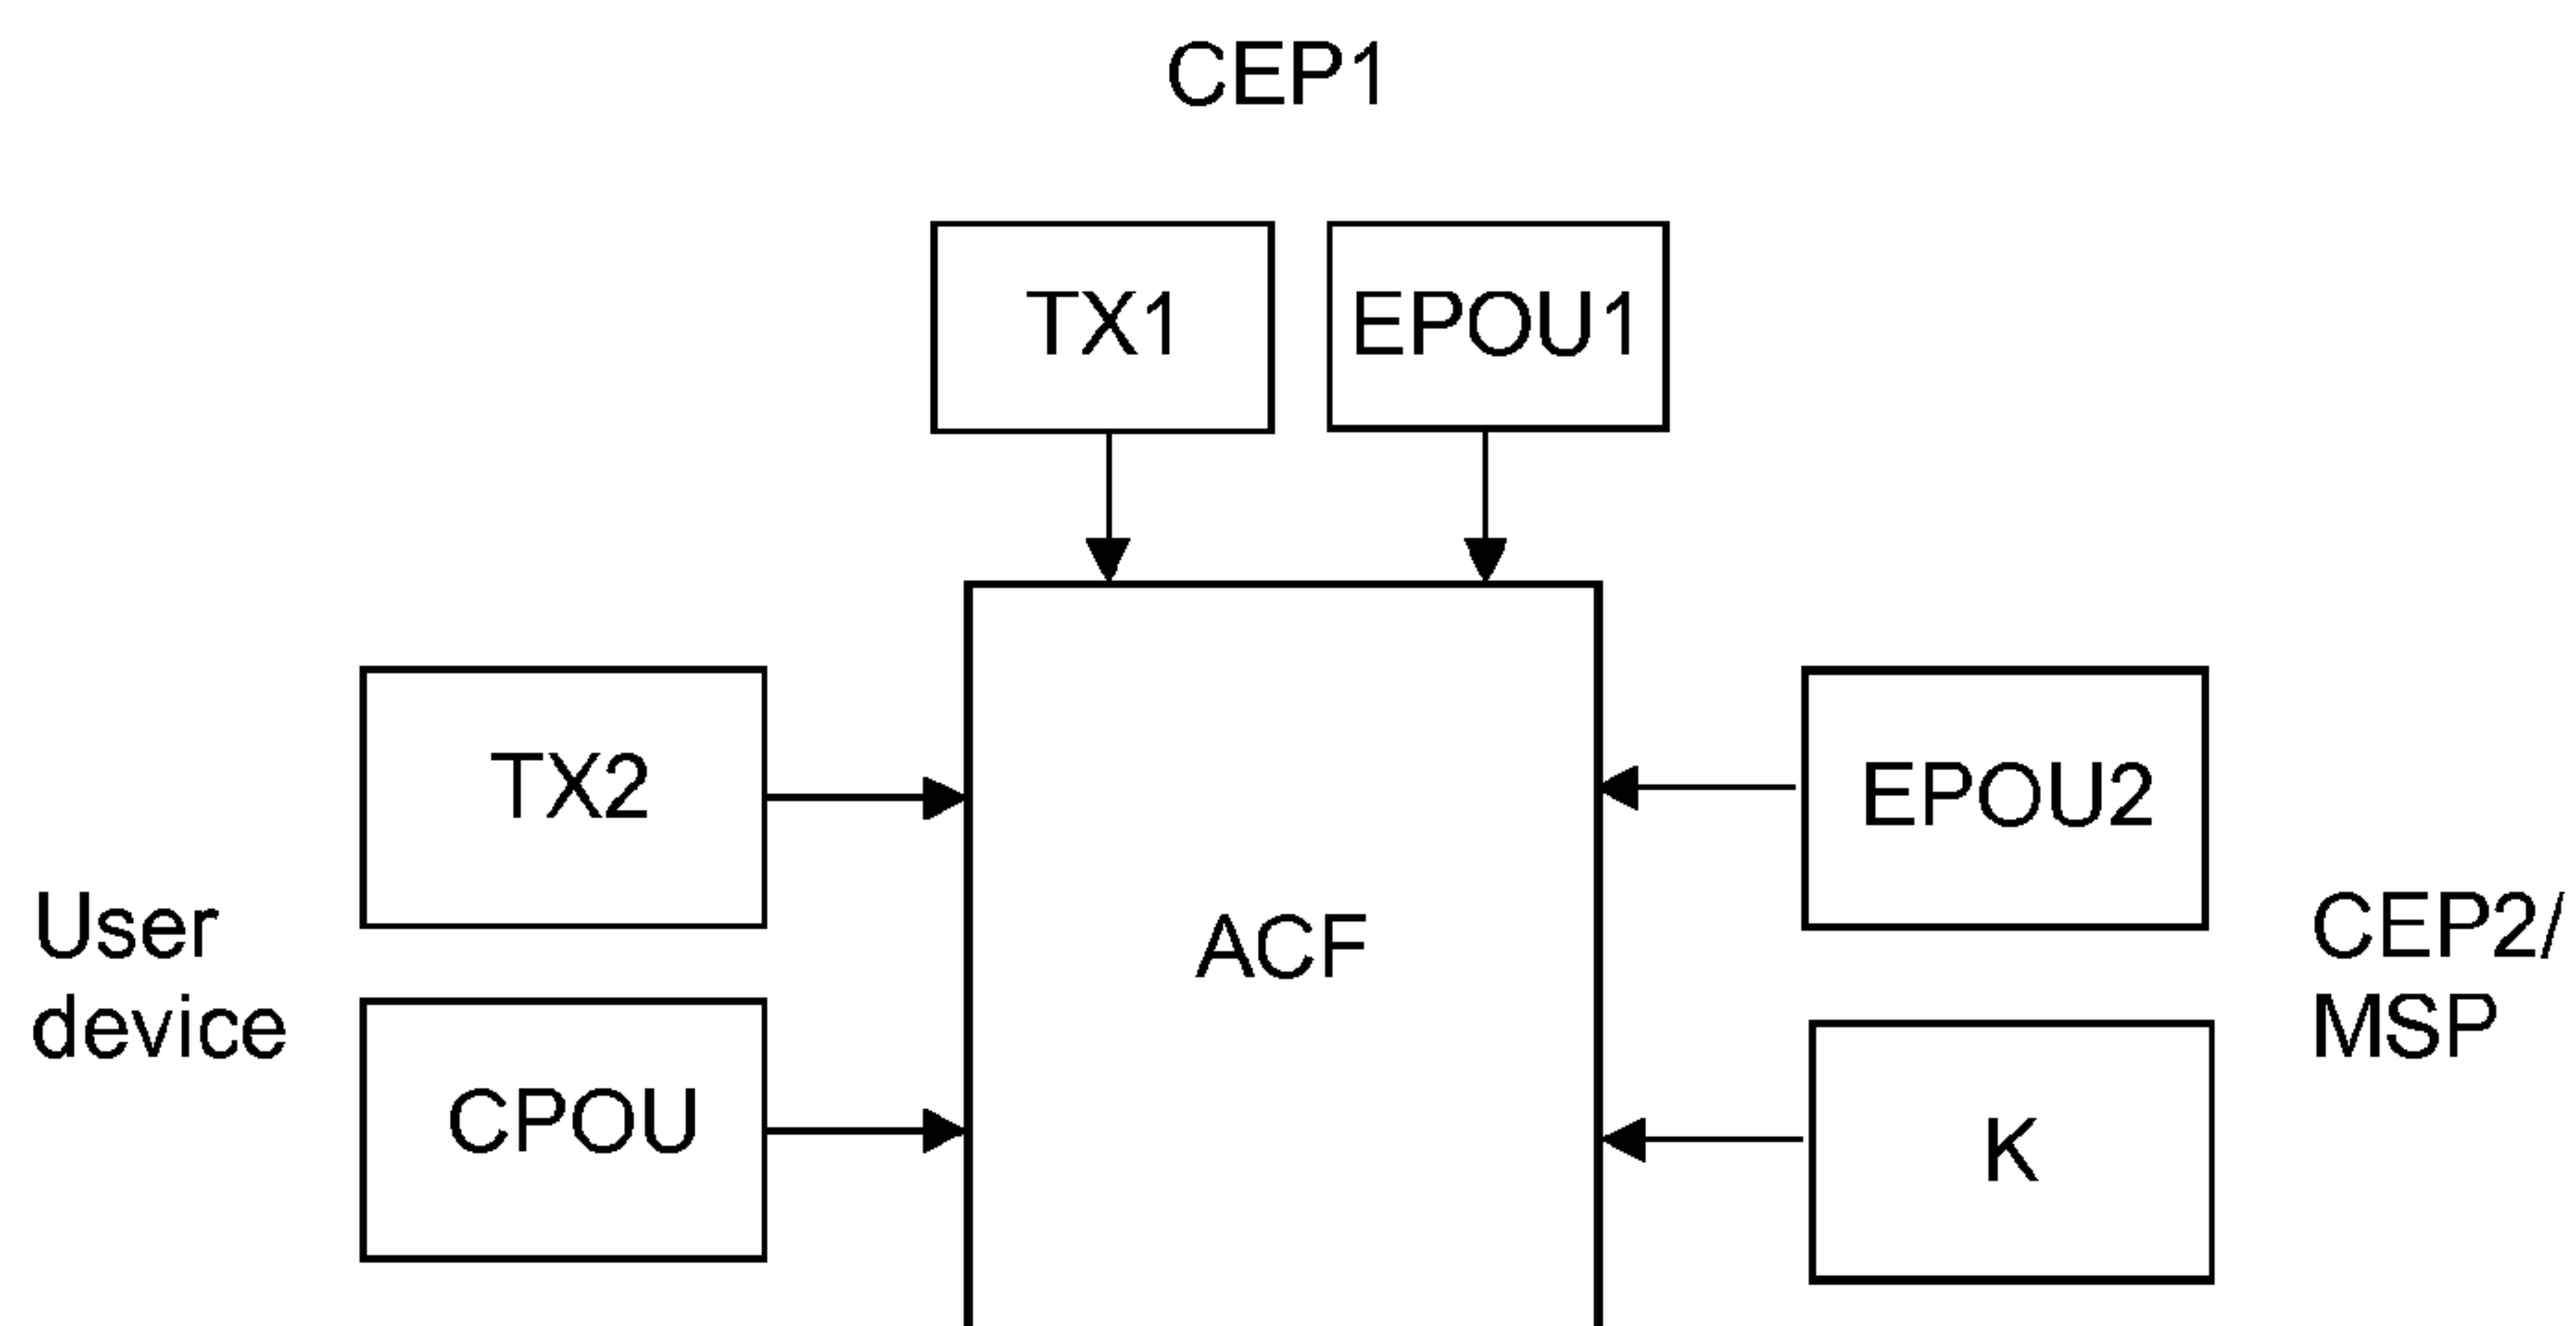 CEP1
TX1
EPOU1
TX2
EPOU2
User
device
ACF
CEP2/
MSP
CPOU
K